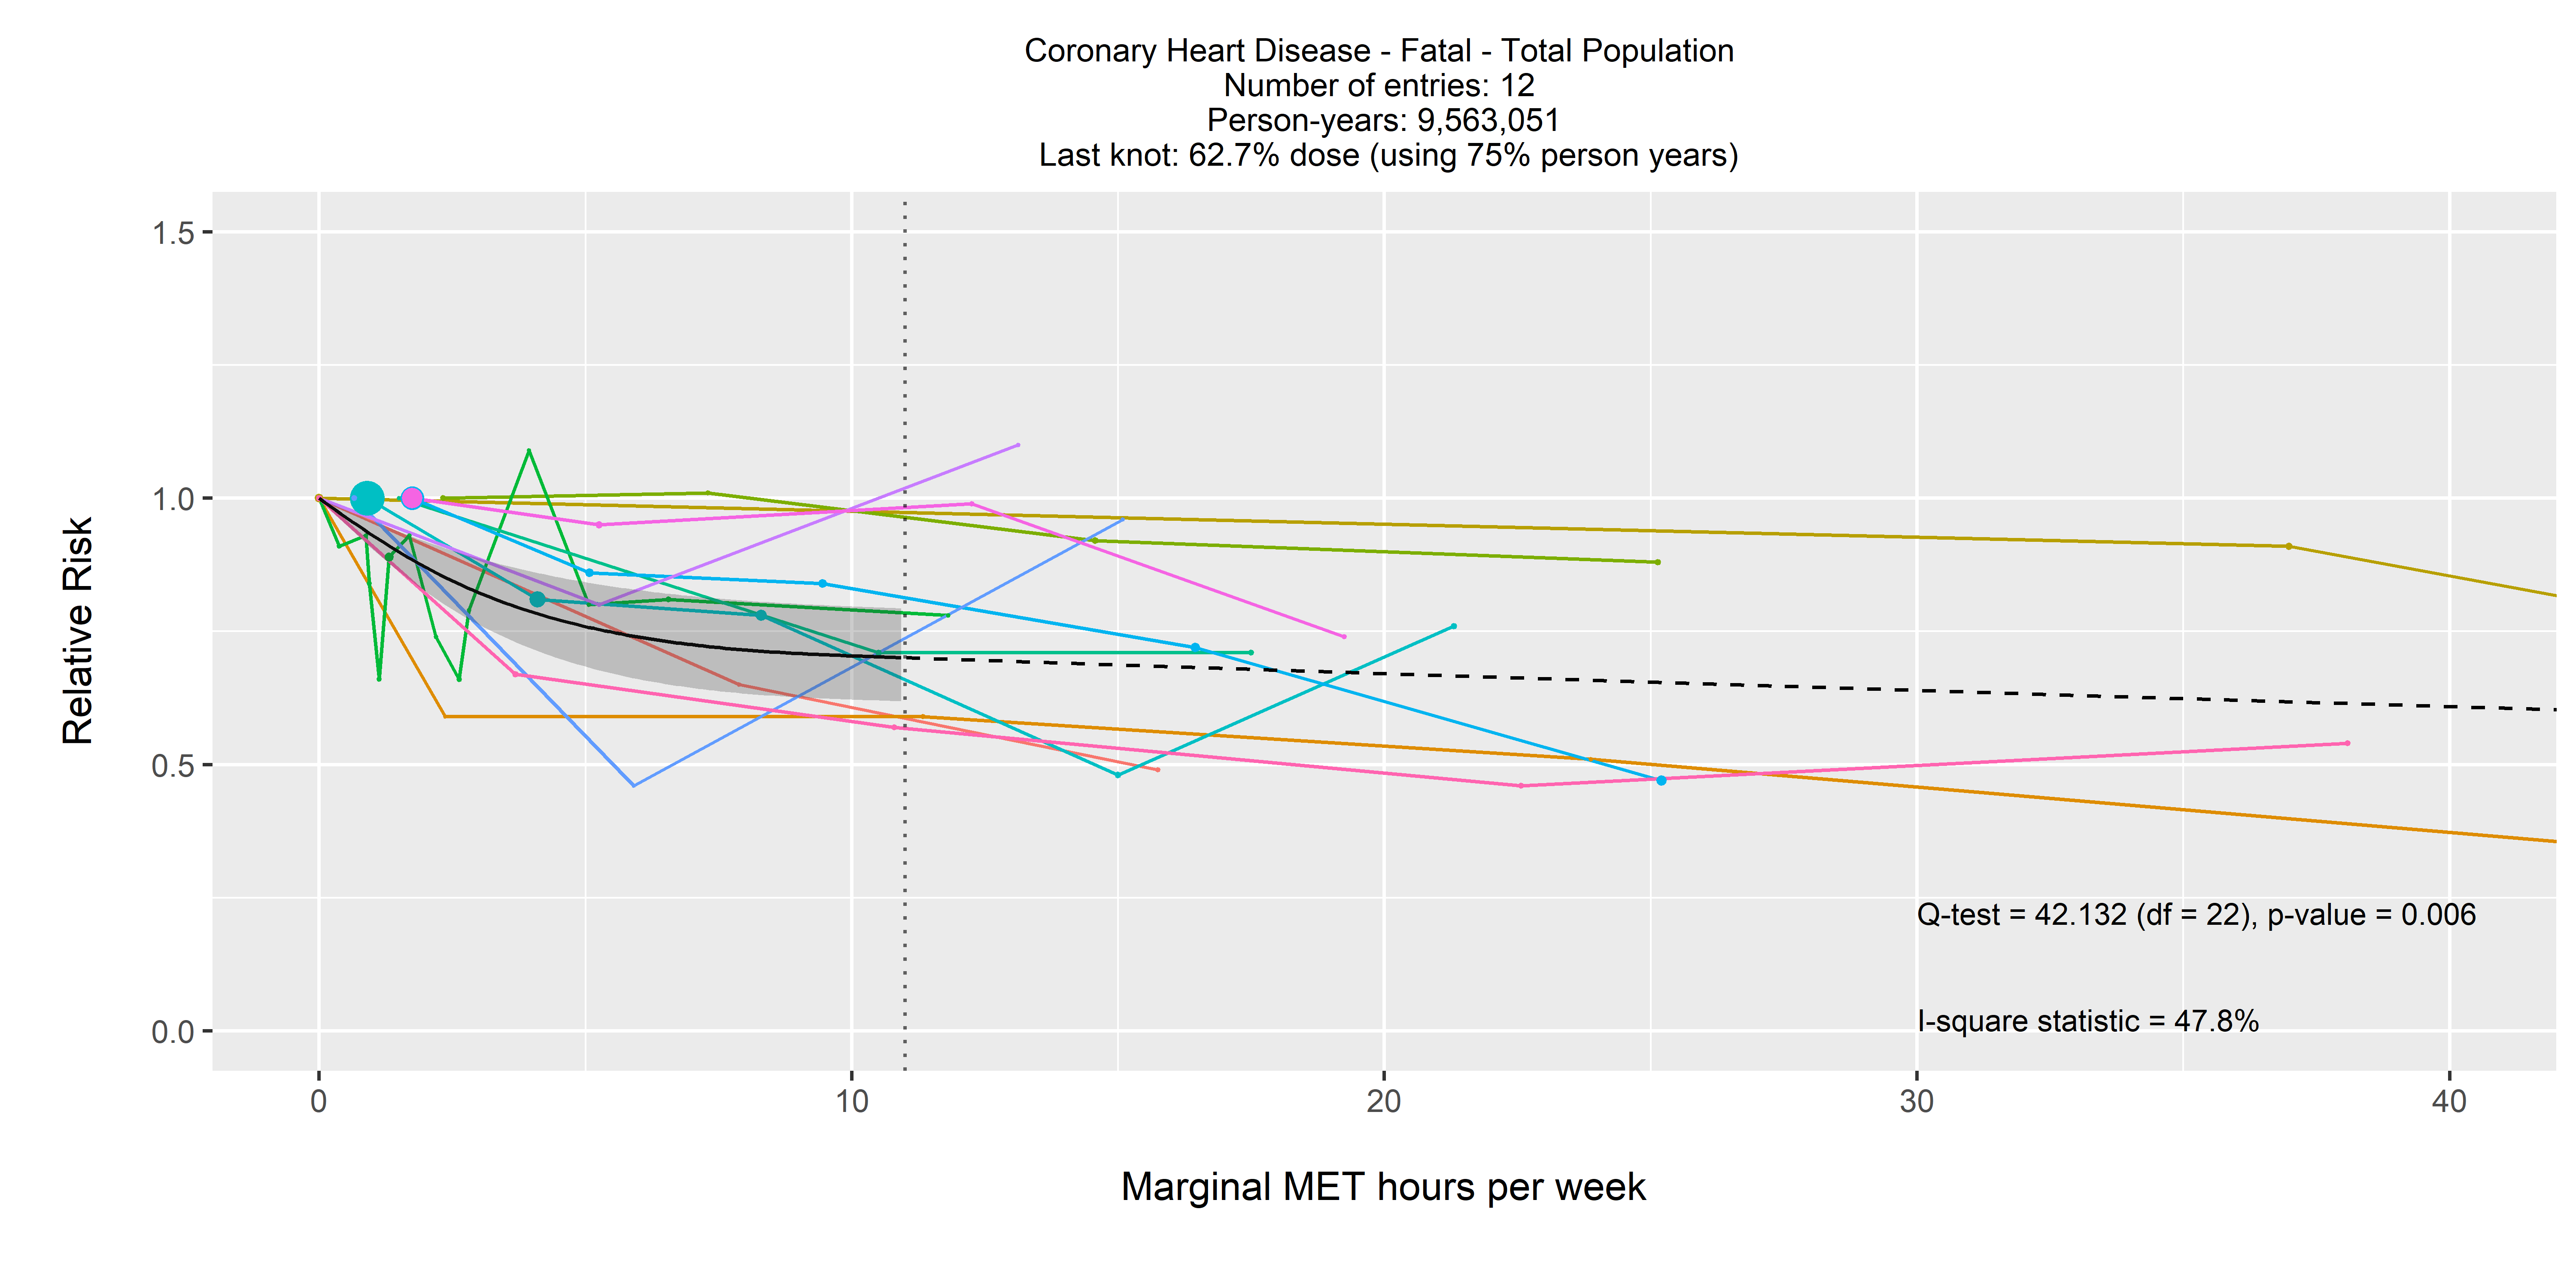 Coronary Heart Disease - Fatal - Total Population
Number of entries: 12
Person-years: 9,563,051
Last knot: 62.7% dose (using 75% person years)
1.5
1.0
0.5
0.0
Relative Risk
Q-test = 42.132 (df = 22), p-value = 0.006
I-square statistic = 47.8%
0 10 20 30 40
Marginal MET hours per week